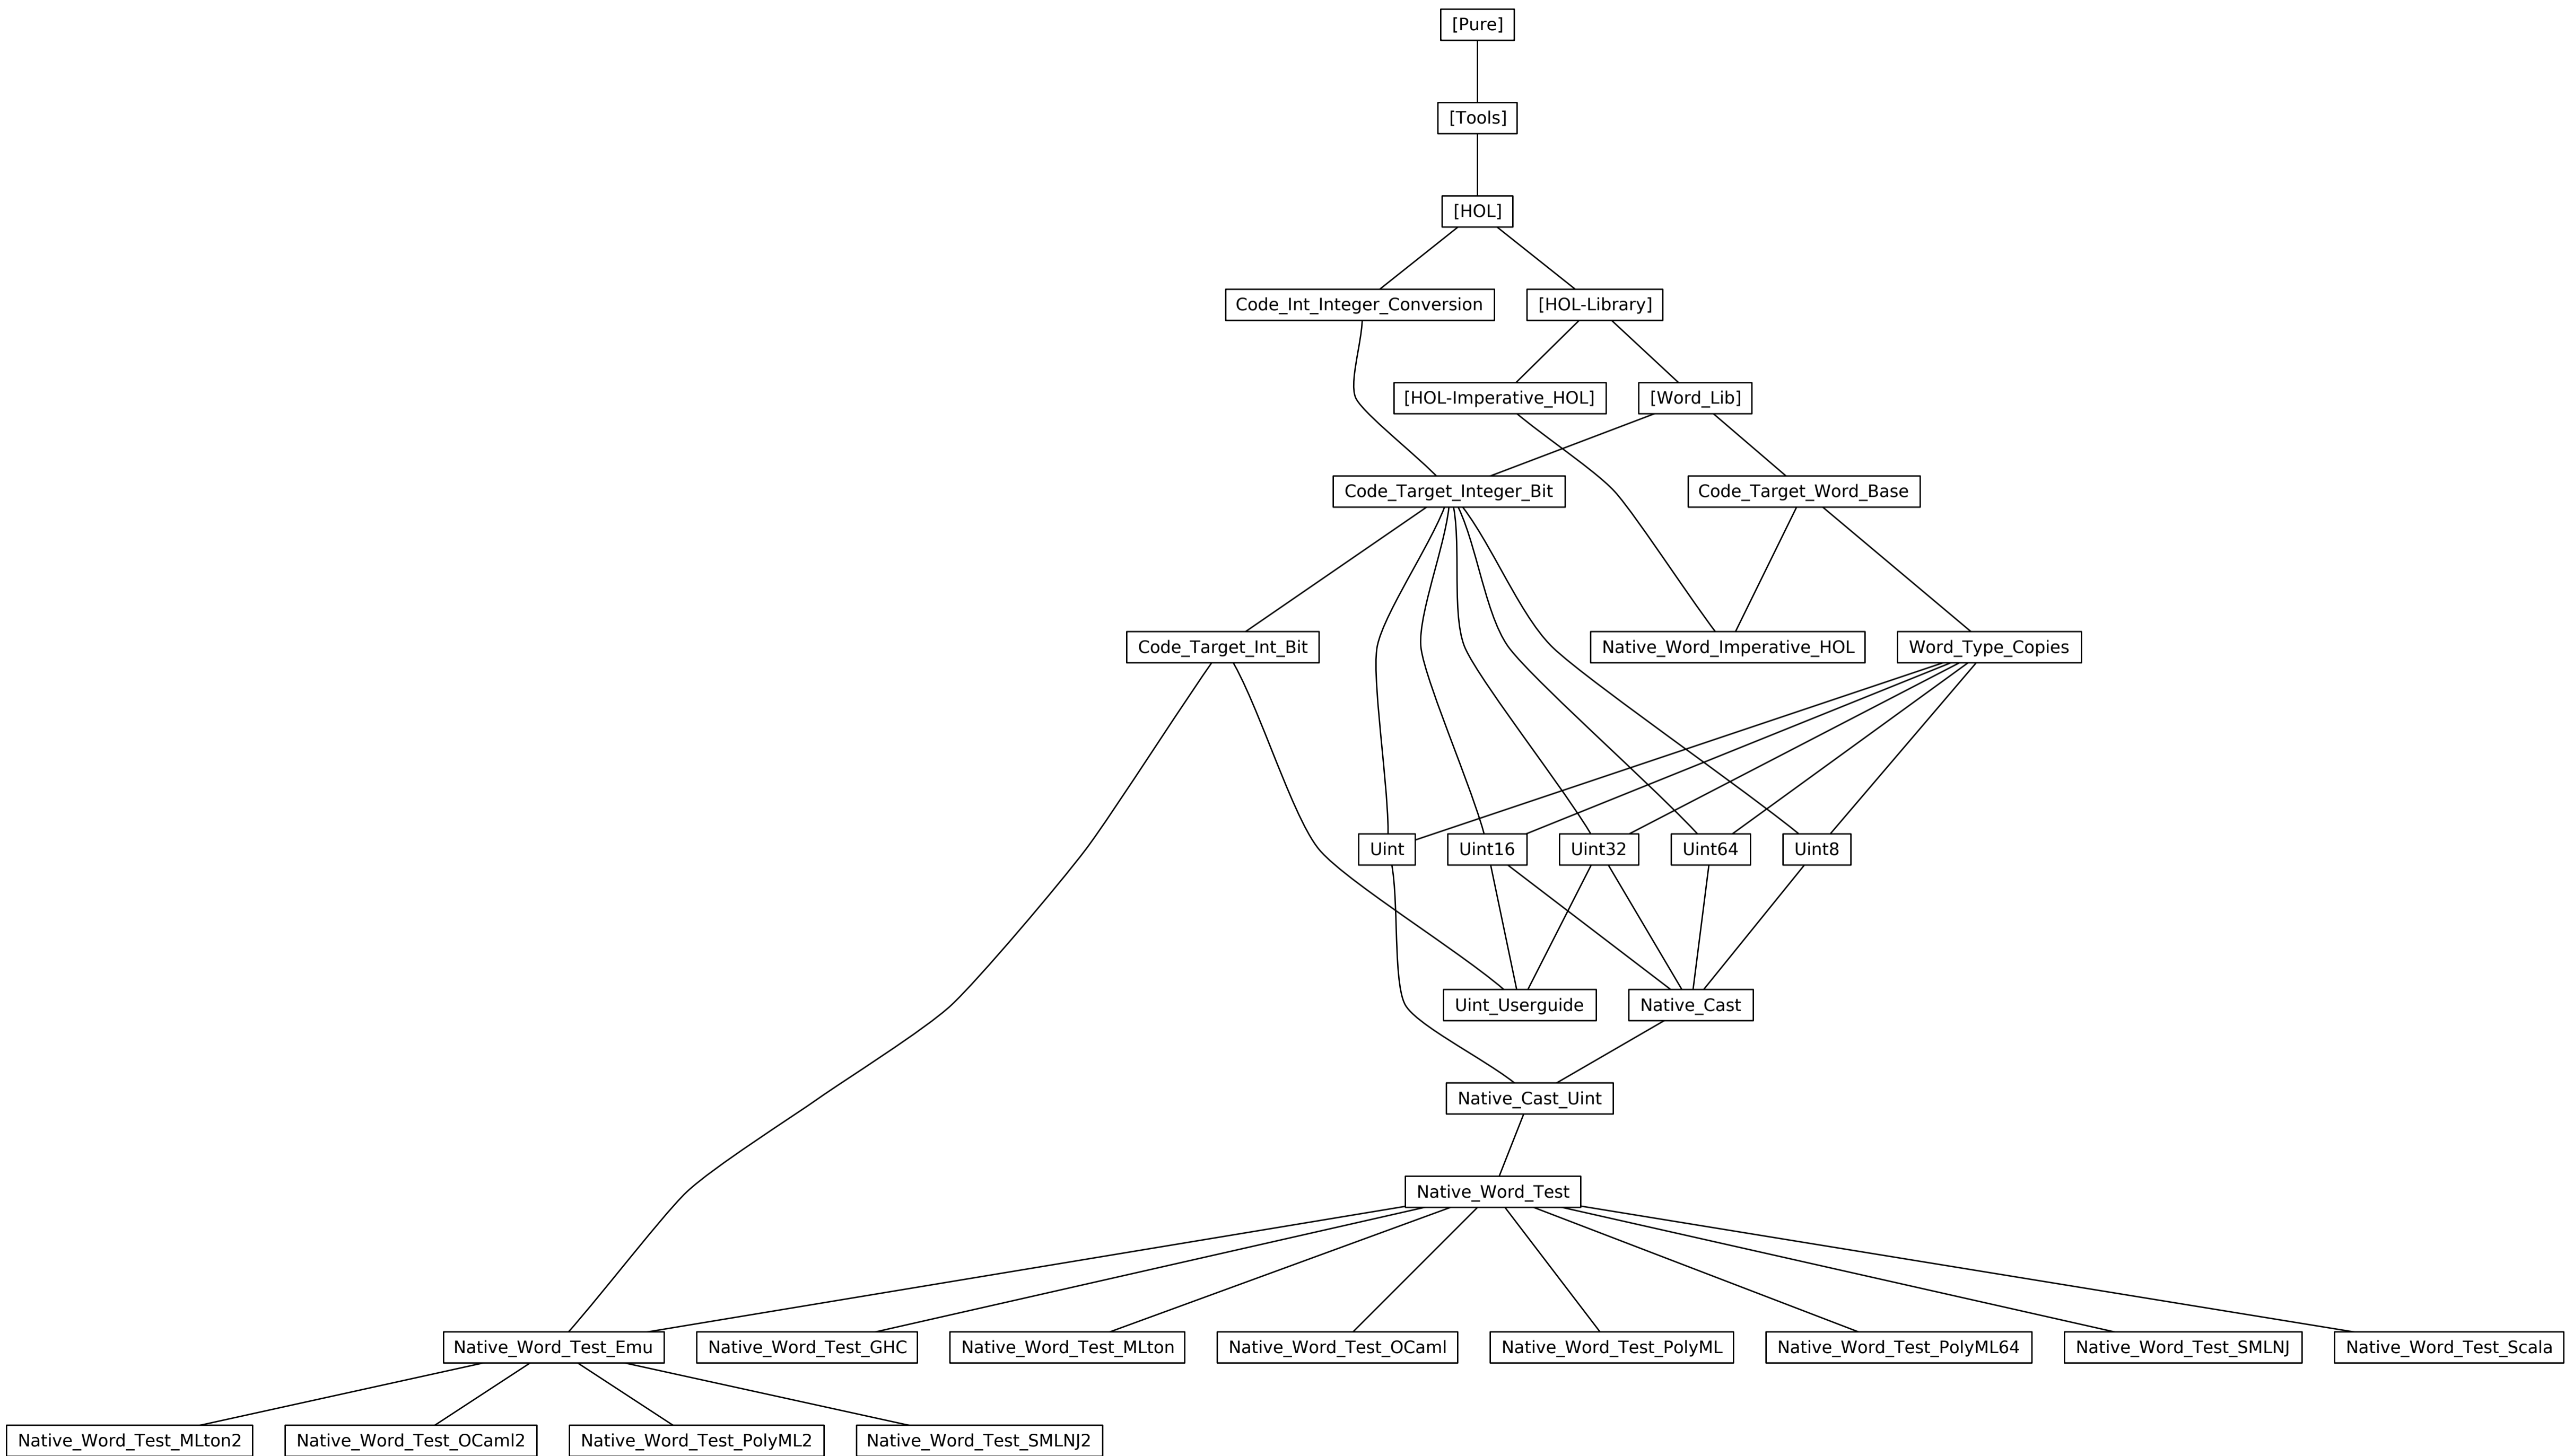 [Pure]
[Tools]
[HOL]
Code_Int_Integer_Conversion
[HOL-Library]
[HOL-Imperative_HOL]
[Word_Lib]
Code_Target_Integer_Bit
Code_Target_Word_Base
Code_Target_Int_Bit
Native_Word_Imperative_HOL
Word_Type_Copies
Uint
Uint16
Uint32
Uint64
Uint8
Uint_Userguide
Native_Cast
Native_Cast_Uint
Native_Word_Test
Native_Word_Test_Emu
Native_Word_Test_GHC
Native_Word_Test_MLton
Native_Word_Test_OCaml
Native_Word_Test_PolyML
Native_Word_Test_PolyML64
Native_Word_Test_SMLNJ
Native_Word_Test_Scala
Native_Word_Test_MLton2
Native_Word_Test_OCaml2
Native_Word_Test_PolyML2
Native_Word_Test_SMLNJ2